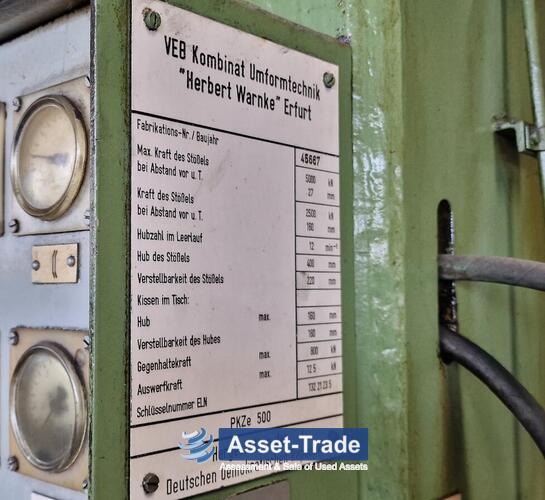 VEB Kombinat Umformtechnik
"Herbert Warnke" Erfurt
Fabrikations-Nr./Baujahr 45667
Max. Kraft des Stößels 5000 kN
bei Abstand vor u. T. 27 mm
Kraft des Stößels 2500 kN
bei Abstand vor u. T. 160 mm
Hubzahl im Leerlauf 12 min⁻¹
Hub des Stößels 400 mm
Verstellbarkeit des Stößels 220 mm
Kissen im Tisch:
Hub max. 160 mm
Verstellbarkeit des Hubes 160 mm
Gegenhaltekraft max. 800 kN
Auswerfkraft max. 125 kN
Schlüsselnummer ELN 132 21 23 5
PKZe 500
Asset-Trade
Assessment & Sale of Used Assets
Deutschen